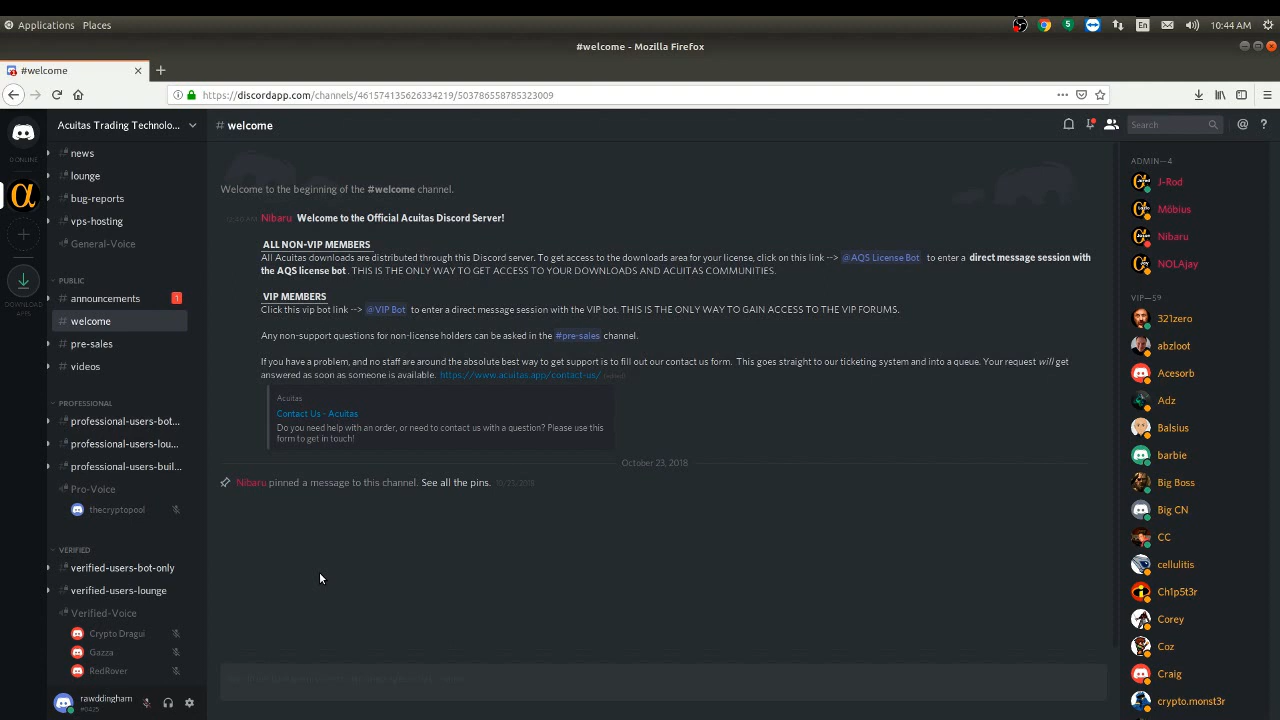 Applications Places
En
10:44 AM
#welcome - Mozilla Firefox
#welcome
https://discordapp.com/channels/461574135626334219/503786558785323009
Acuitas Trading Technolo...
# welcome
Search
0 ONLINE
DOWNLOAD
APPS
news
lounge
bug-reports
vps-hosting
General-Voice
PUBLIC
announcements 1
# welcome
pre-sales
videos
PROFESSIONAL
professional-users-bot...
professional-users-lou...
professional-users-buil...
Pro-Voice
thecryptopool
VERIFIED
verified-users-bot-only
verified-users-lounge
Verified-Voice
Crypto Dragui
Gazza
RedRover
rawddingham
#0425
Welcome to the beginning of the #welcome channel.
Nibaru Welcome to the Official Acuitas Discord Server!
ALL NON-VIP MEMBERS
All Acuitas downloads are distributed through this Discord server. To get access to the downloads area for your license, click on this link --> @AQS License Bot to enter a direct message session with
the AQS license bot . THIS IS THE ONLY WAY TO GET ACCESS TO YOUR DOWNLOADS AND ACUITAS COMMUNITIES.
VIP MEMBERS
Click this vip bot link --> @VIP Bot to enter a direct message session with the VIP bot. THIS IS THE ONLY WAY TO GAIN ACCESS TO THE VIP FORUMS.
Any non-support questions for non-license holders can be asked in the #pre-sales channel.
If you have a problem, and no staff are around the absolute best way to get support is to fill out our contact us form. This goes straight to our ticketing system and into a queue. Your request will get
answered as soon as someone is available. https://www.acuitas.app/contact-us/ (edited)
Acuitas
Contact Us - Acuitas
Do you need help with an order, or need to contact us with a question? Please use this
form to get in touch!
October 23, 2018
Nibaru pinned a message to this channel. See all the pins. 10/23/2018
ADMIN—4
J-Rod
Möbius
Nibaru
NOLAjay
VIP—59
321zero
abzloot
Acesorb
Adz
Balsius
barbie
Big Boss
Big CN
CC
cellulitis
Ch1p5t3r
Corey
Coz
Craig
crypto.monst3r